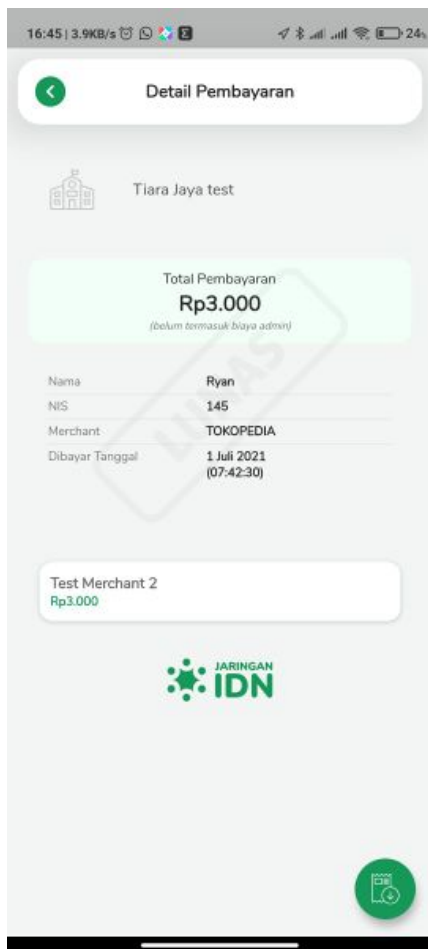 16:45 | 3.9KB/s
24%
Detail Pembayaran
Tiara Jaya test
Total Pembayaran
Rp3.000
(belum termasuk biaya admin)
LUNAS
Nama Ryan
NIS 145
Merchant TOKOPEDIA
Dibayar Tanggal 1 Juli 2021
(07:42:30)
Test Merchant 2
Rp3.000
JARINGAN
IDN